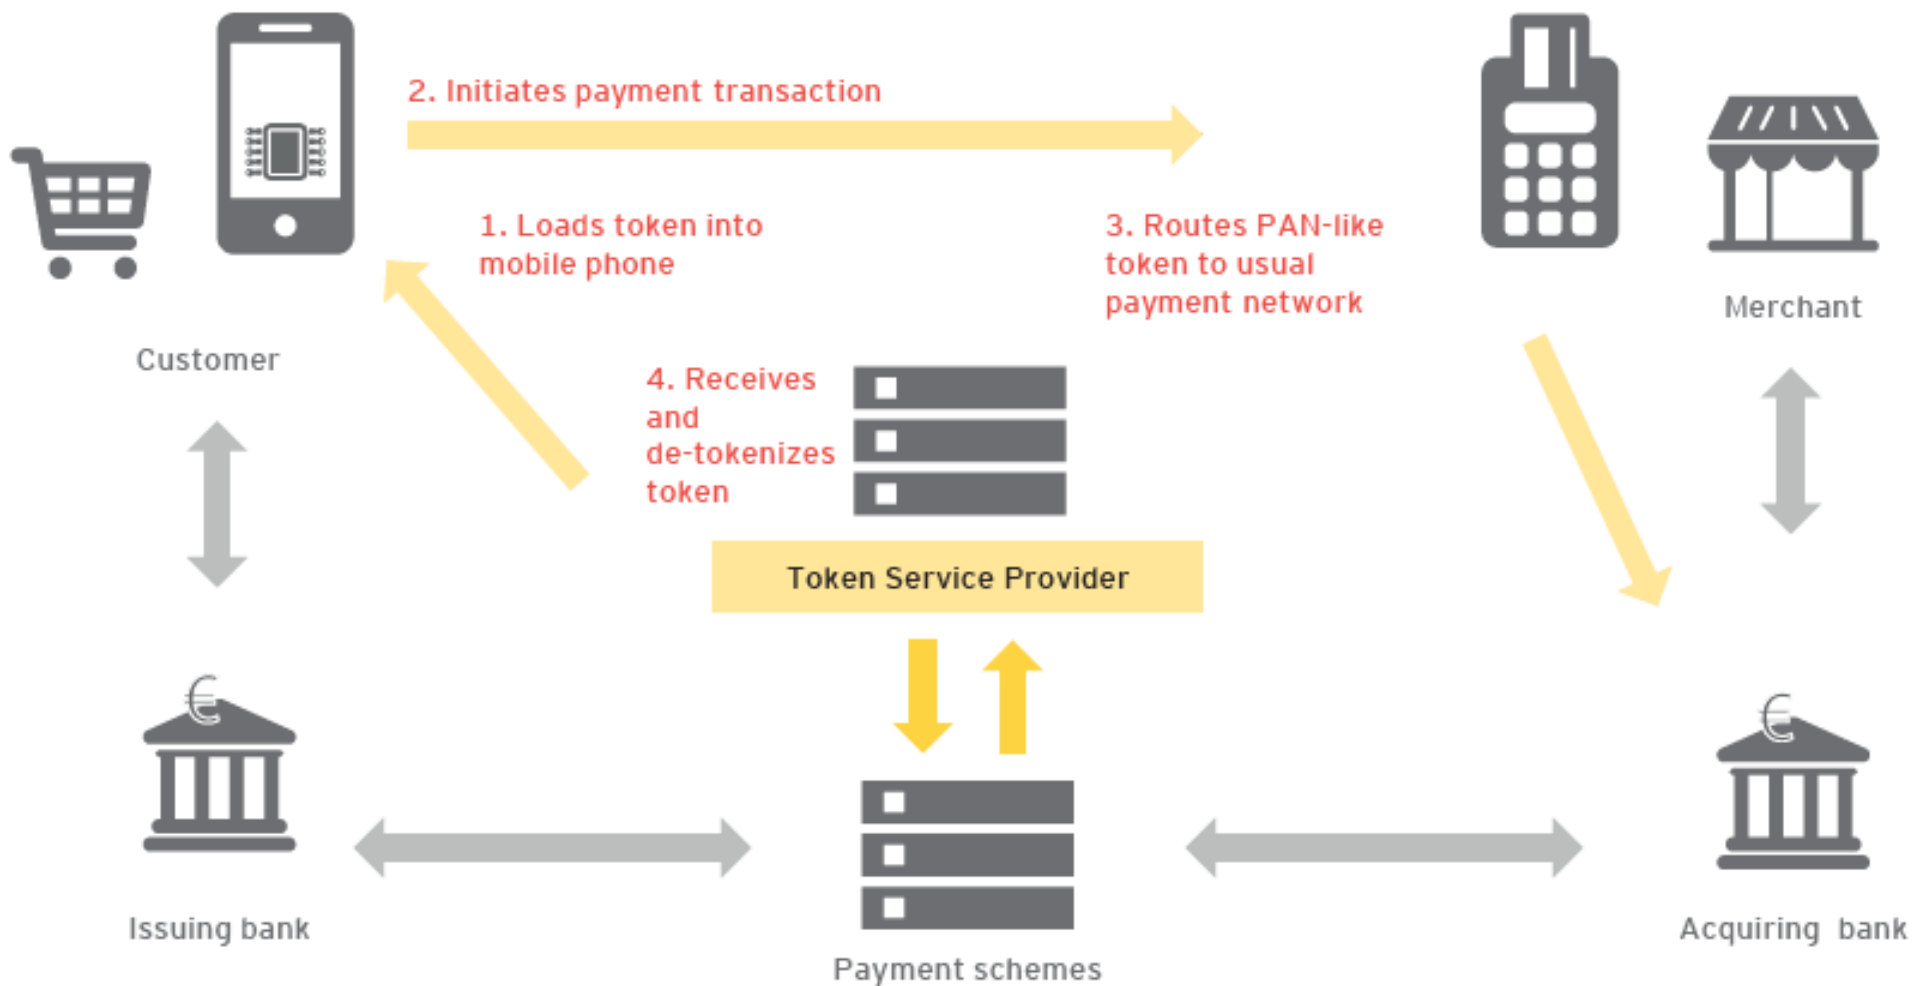 2. Initiates payment transaction
1. Loads token into
mobile phone
3. Routes PAN-like
token to usual
payment network
Merchant
Customer
4. Receives
and
de-tokenizes
token
Token Service Provider
€
€
Issuing bank
Acquiring bank
Payment schemes